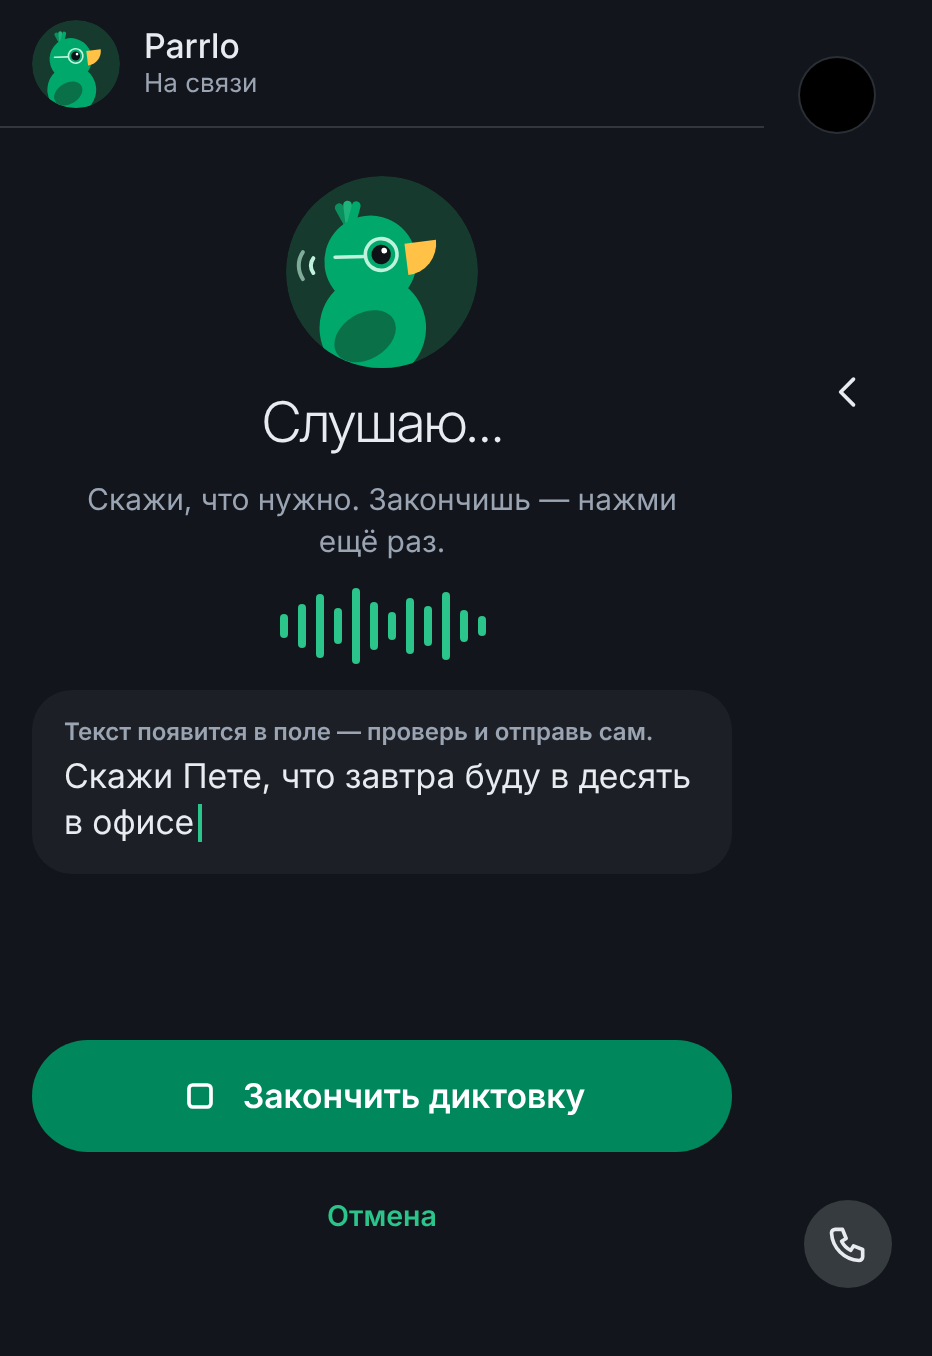 Parrlo
На связи
Слушаю...
Скажи, что нужно. Закончишь — нажми
ещё раз.
Текст появится в поле — проверь и отправь сам.
Скажи Пете, что завтра буду в десять
в офисе
Закончить диктовку
Отмена